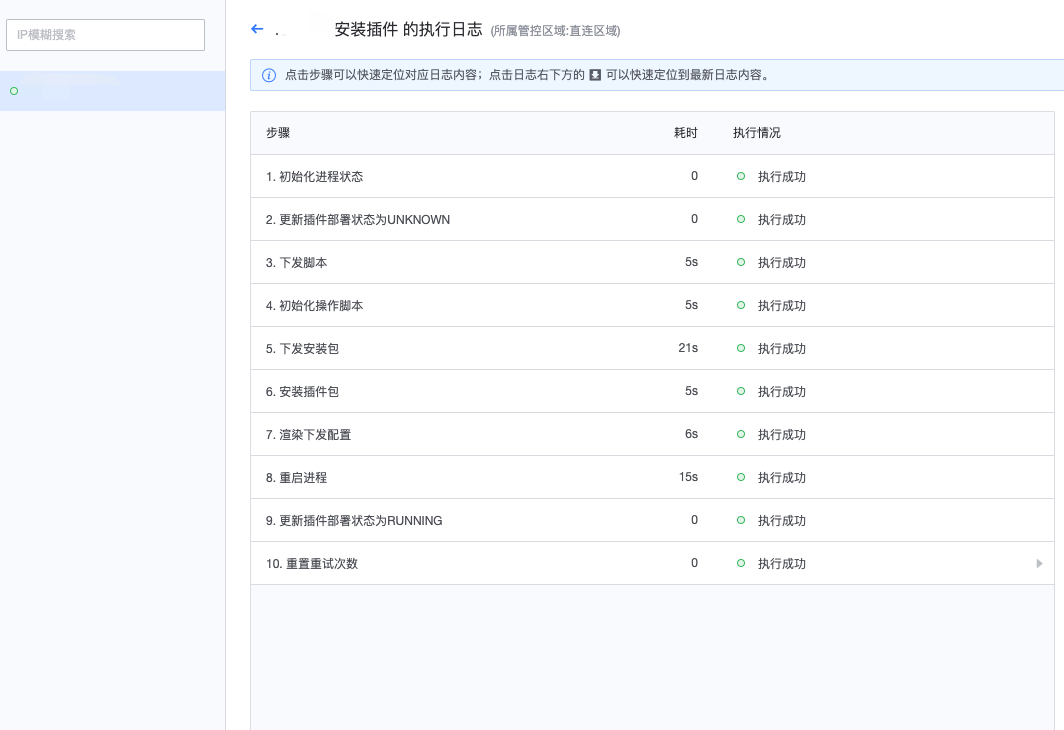 IP模糊搜索
安装插件 的执行日志 (所属管控区域:直连区域)
点击步骤可以快速定位对应日志内容；点击日志右下方的 可以快速定位到最新日志内容。
步骤 耗时 执行情况
1. 初始化进程状态 0 执行成功
2. 更新插件部署状态为UNKNOWN 0 执行成功
3. 下发脚本 5s 执行成功
4. 初始化操作脚本 5s 执行成功
5. 下发安装包 21s 执行成功
6. 安装插件包 5s 执行成功
7. 渲染下发配置 6s 执行成功
8. 重启进程 15s 执行成功
9. 更新插件部署状态为RUNNING 0 执行成功
10. 重置重试次数 0 执行成功